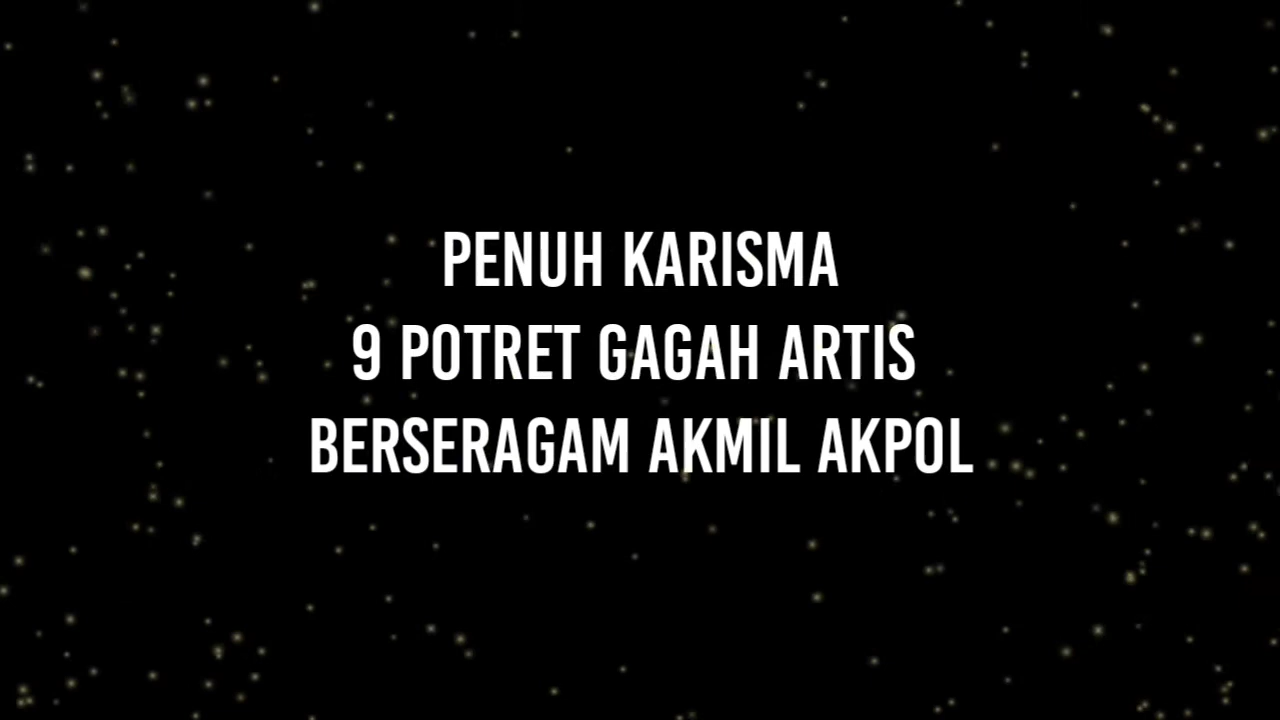 PENUH KARISMA
9 POTRET GAGAH ARTIS
BERSERAGAM AKMIL AKPOL